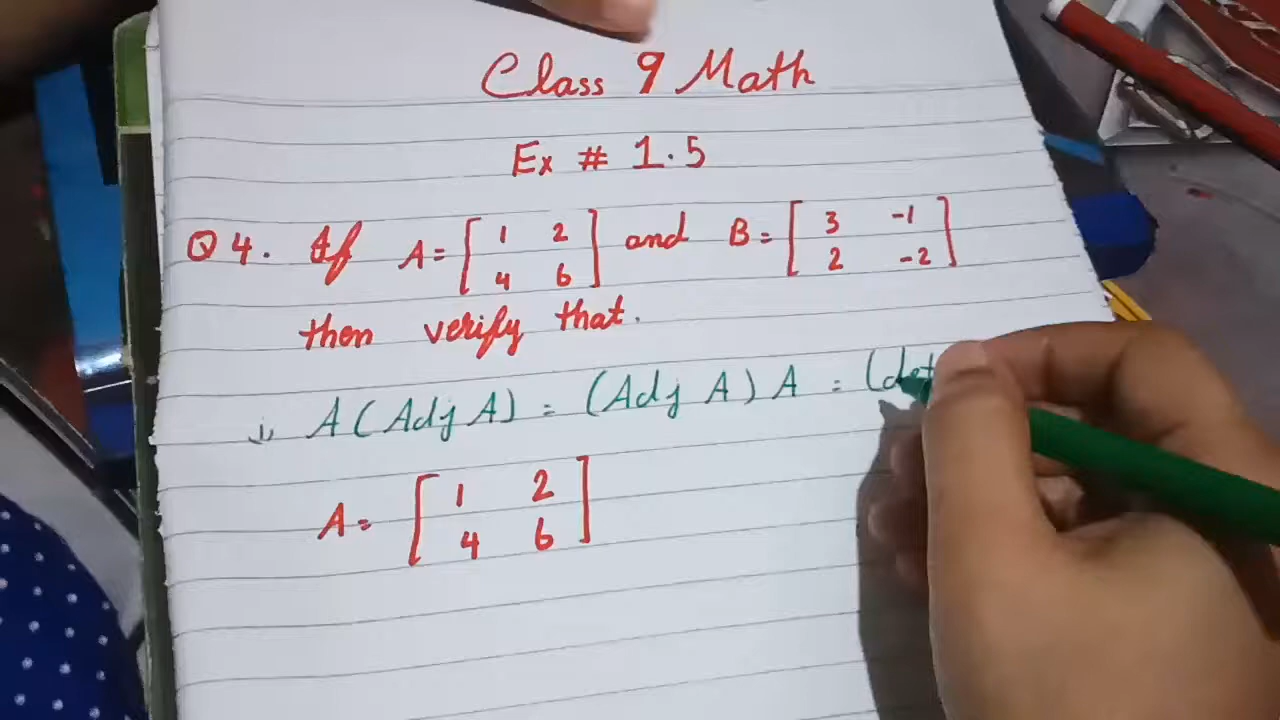 Class 9 Math
Ex # 1.5
Q 4. If A = [ 1 2 4 6 ] and B = [ 3 -1 2 -2 ]
then verify that.
i, A (Adj A) = (Adj A) A = (det
A = [ 1 2 4 6 ]